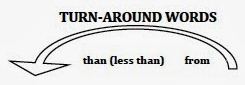 TURN-AROUND WORDS
than (less than) from